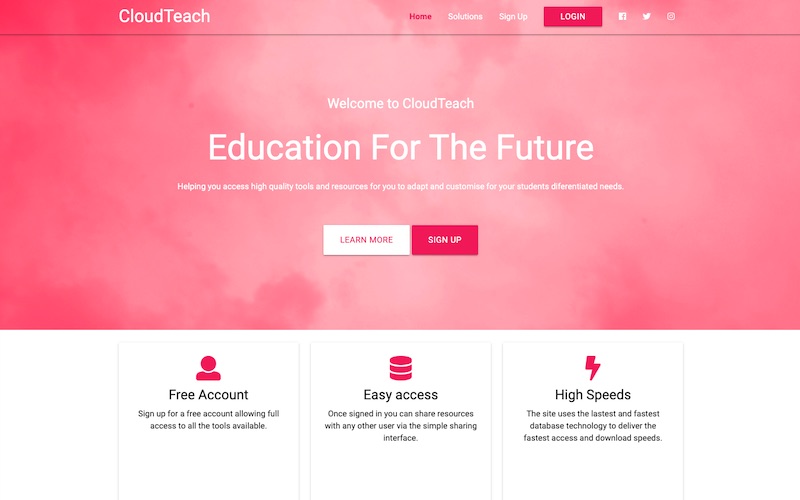 CloudTeach
Home Solutions Sign Up LOGIN
Welcome to CloudTeach
Education For The Future
Helping you access high quality tools and resources for you to adapt and customise for your students diferentiated needs.
LEARN MORE SIGN UP
Free Account
Sign up for a free account allowing full
access to all the tools available.
Easy access
Once signed in you can share resources
with any other user via the simple sharing
interface.
High Speeds
The site uses the lastest and fastest
database technology to deliver the
fastest access and download speeds.